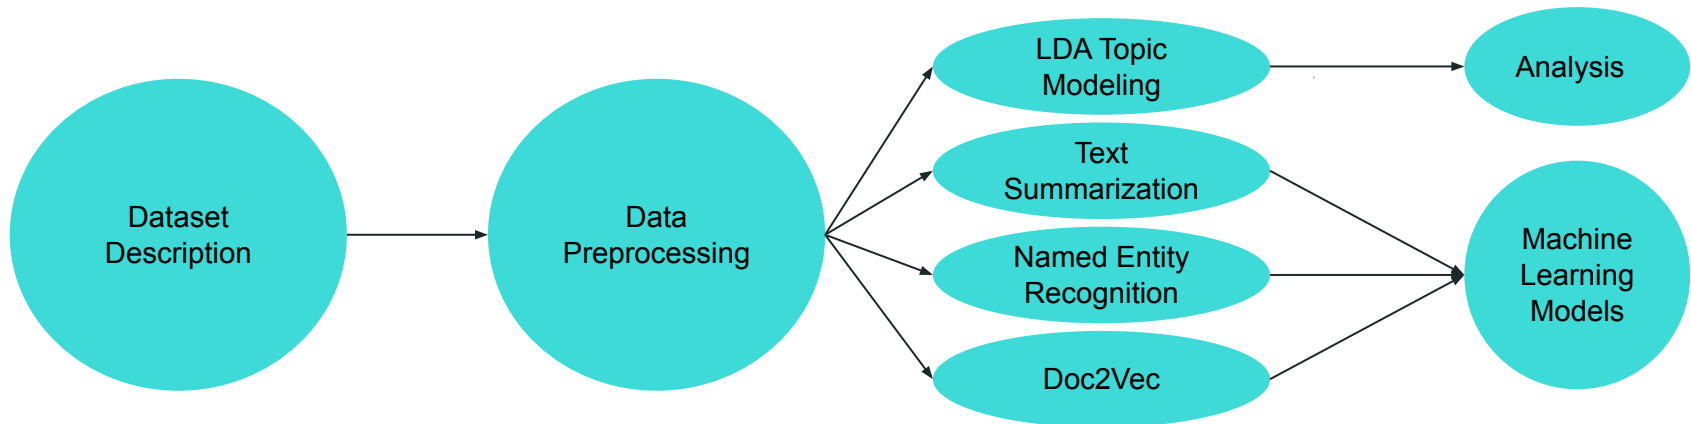 Dataset
Description
Data
Preprocessing
LDA Topic
Modeling
Text
Summarization
Named Entity
Recognition
Doc2Vec
Analysis
Machine
Learning
Models